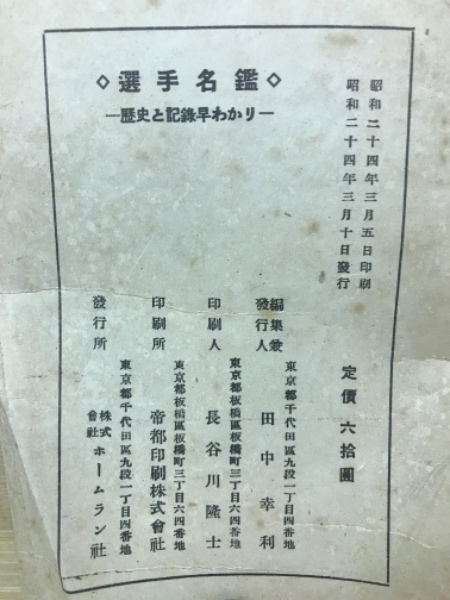 ◇選手名鑑◇
―歴史と記錄早わかり―
昭和二十四年三月五日印刷
昭和二十四年三月十日發行
定價 六拾圓
編集兼
發行人
東京都千代田區九段一丁目四番地
田中幸利
印刷人
東京都板橋區板橋町三丁目六四番地
長谷川隆士
印刷所
東京都板橋區板橋町三丁目六四番地
帝都印刷株式會社
發行所
東京都千代田區九段一丁目四番地
株式會社ホームラン社